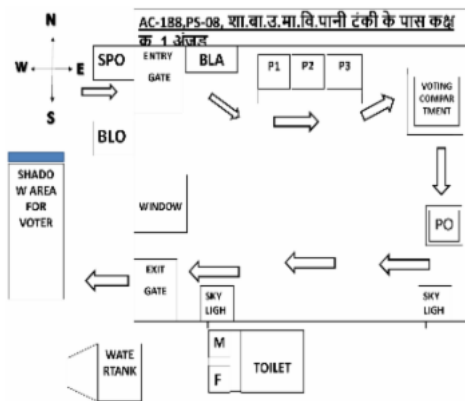 AC-188,PS-08, शा.बा.उ.मा.वि.पानी टंकी के पास कक्ष
क्र. 1 अंजड
N
W
E
S
SPO
ENTRY
GATE
BLA
P1
P2
P3
VOTING
COMPAR
TMENT
BLO
SHADO
W AREA
FOR
VOTER
WINDOW
PO
EXIT
GATE
SKY
LIGH
SKY
LIGH
WATE
RTANK
M
F
TOILET